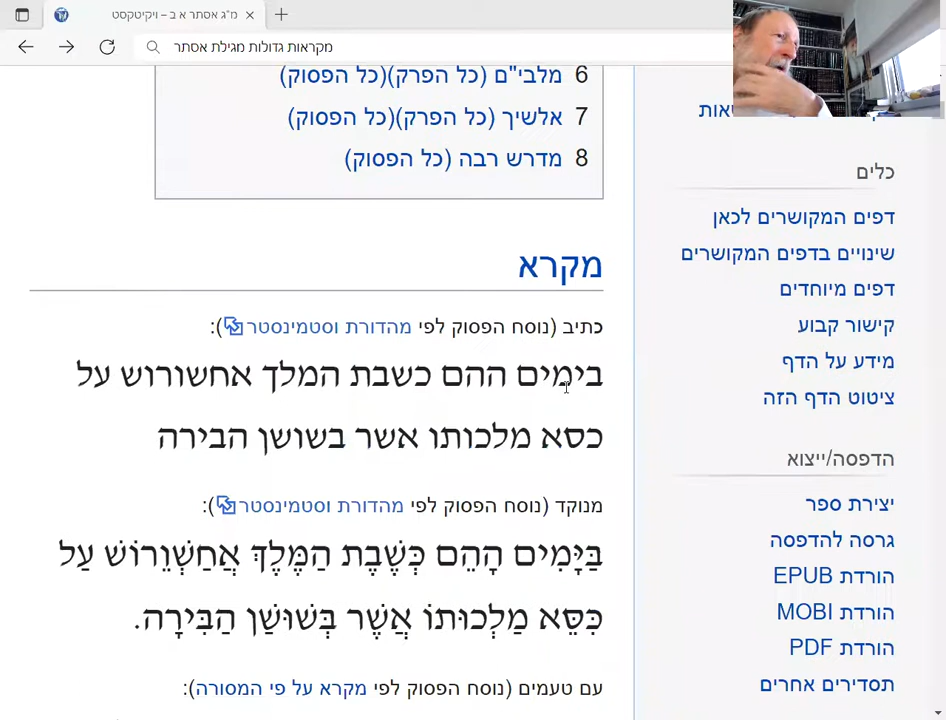 מ"ג אסתר א ב – ויקיטקסט
מקראות גדולות מגילת אסתר
6 מלבי"ם (כל הפרק)(כל הפסוק)
7 אלשיך (כל הפרק)(כל הפסוק)
8 מדרש רבה (כל הפסוק)
מקרא
כתיב (נוסח הפסוק לפי מהדורת וסטמינסטר):
בימים ההם כשבת המלך אחשורוש על
כסא מלכותו אשר בשושן הבירה
מנוקד (נוסח הפסוק לפי מהדורת וסטמינסטר):
בַּיָּמִים הָהֵם כְּשֶׁבֶת הַמֶּלֶךְ אֲחַשְׁוֵרוֹשׁ עַל
כִּסֵּא מַלְכוּתוֹ אֲשֶׁר בְּשׁוּשַׁן הַבִּירָה.
עם טעמים (נוסח הפסוק לפי מקרא על פי המסורה):
כלים
דפים המקושרים לכאן
שינויים בדפים המקושרים
דפים מיוחדים
קישור קבוע
מידע על הדף
ציטוט הדף הזה
הדפסה/ייצוא
יצירת ספר
גרסה להדפסה
הורדת EPUB
הורדת MOBI
הורדת PDF
תסדירים אחרים